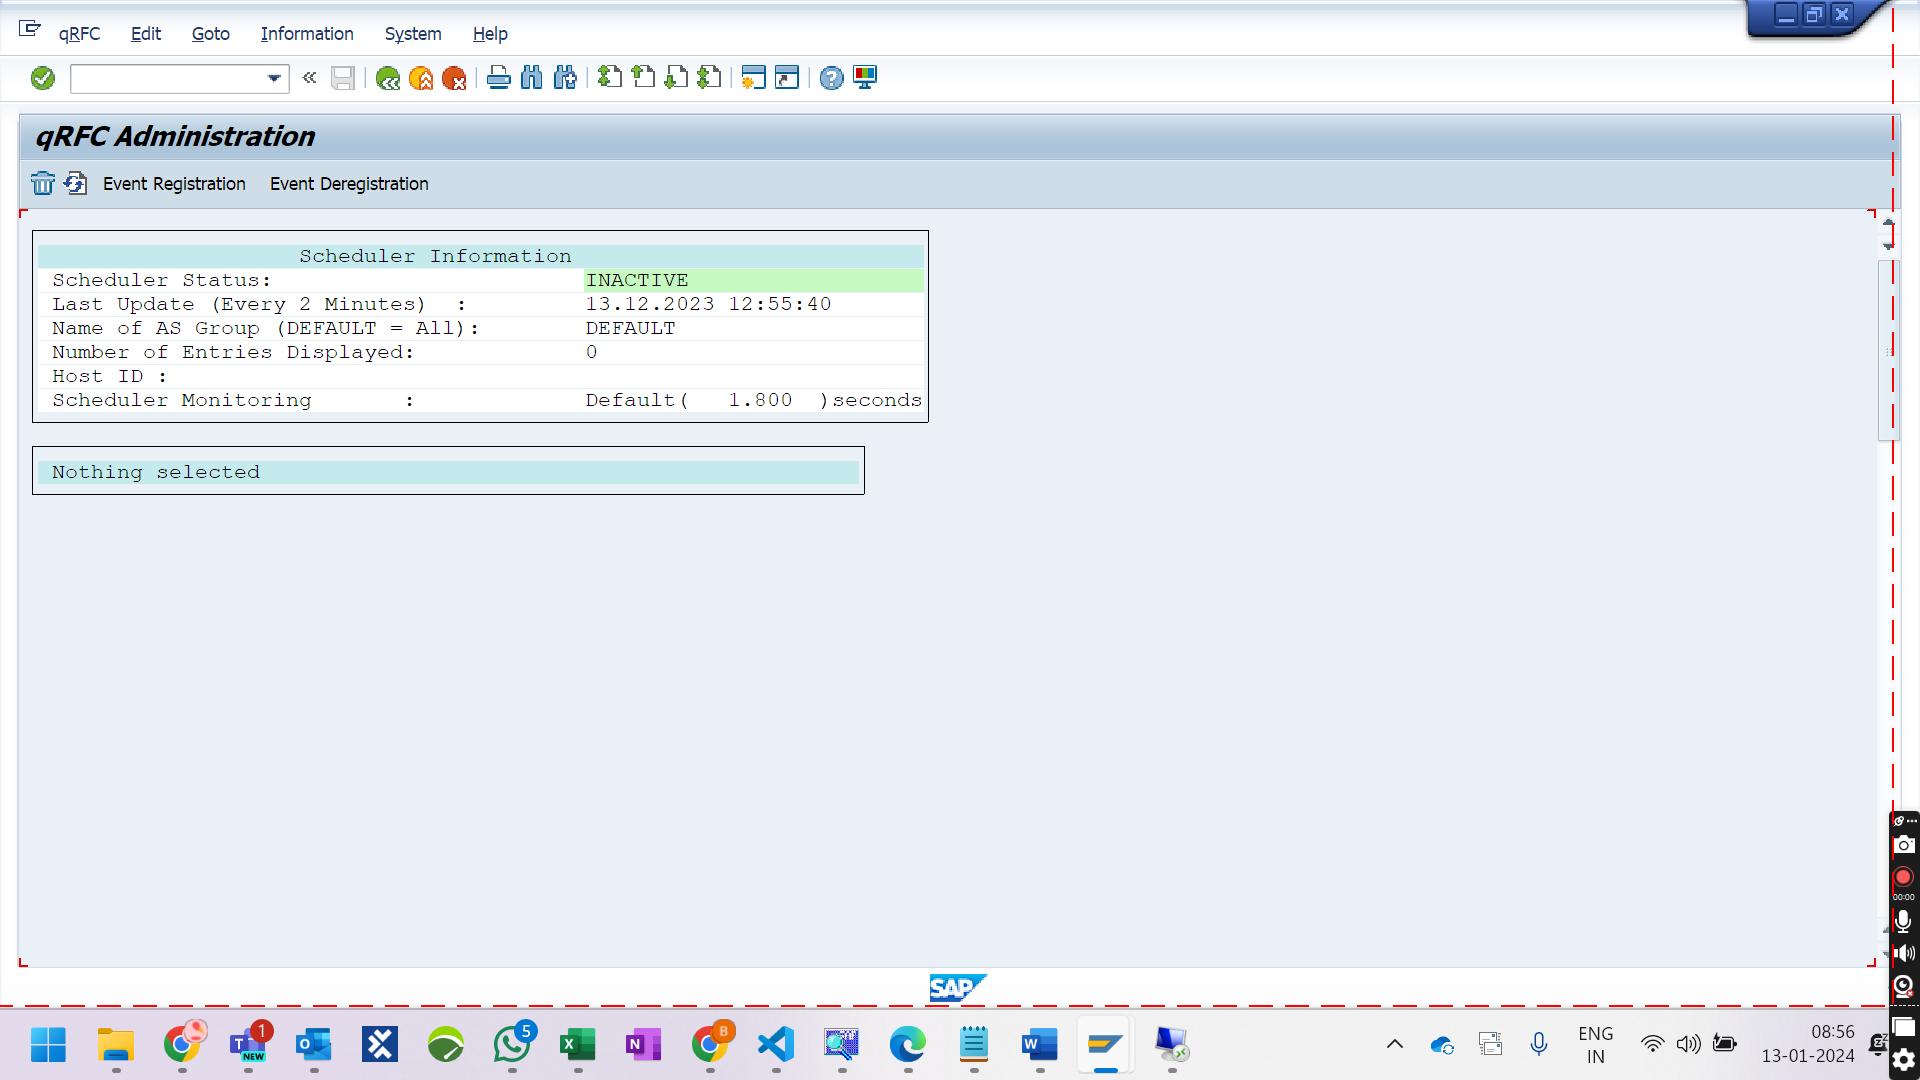 qRFC Edit Goto Information System Help
qRFC Administration
Event Registration Event Deregistration
Scheduler Information
Scheduler Status: INACTIVE
Last Update (Every 2 Minutes) : 13.12.2023 12:55:40
Name of AS Group (DEFAULT = All): DEFAULT
Number of Entries Displayed: 0
Host ID :
Scheduler Monitoring : Default( 1.800 )seconds
Nothing selected
00:00
SAP
1
NEW
5
B
ENG
IN
08:56
13-01-2024